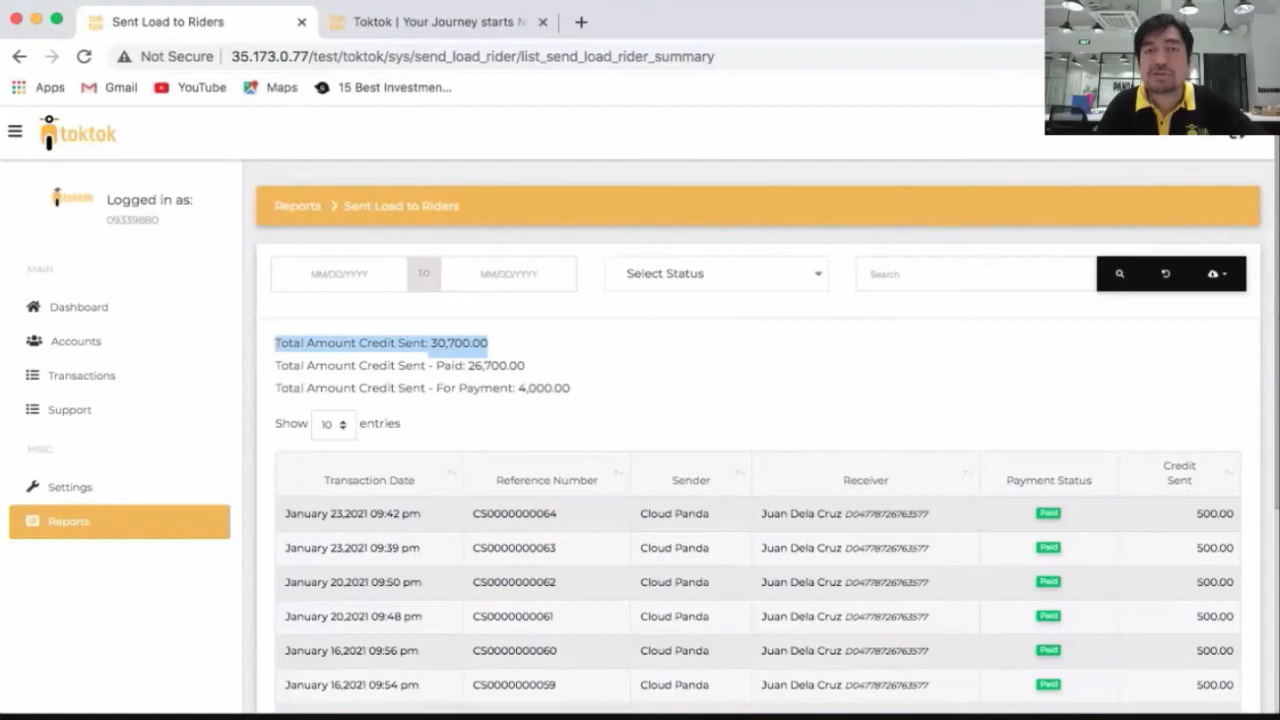 Sent Load to Riders
Toktok | Your Journey starts N
Not Secure
35.173.0.77/test/toktok/sys/send_load_rider/list_send_load_rider_summary
Apps
Gmail
YouTube
Maps
15 Best Investmen...
toktok
Logged in as:
09339880
MAIN
Dashboard
Accounts
Transactions
Support
MISC.
Settings
Reports
Reports > Sent Load to Riders
MM/DD/YYYY to MM/DD/YYYY
Select Status
Search
Total Amount Credit Sent: 30,700.00
Total Amount Credit Sent - Paid: 26,700.00
Total Amount Credit Sent - For Payment: 4,000.00
Show 10 entries
Transaction Date Reference Number Sender Receiver Payment Status Credit Sent
January 23,2021 09:42 pm CS0000000064 Cloud Panda Juan Dela Cruz D04778726763577 Paid 500.00
January 23,2021 09:39 pm CS0000000063 Cloud Panda Juan Dela Cruz D04778726763577 Paid 500.00
January 20,2021 09:50 pm CS0000000062 Cloud Panda Juan Dela Cruz D04778726763577 Paid 500.00
January 20,2021 09:48 pm CS0000000061 Cloud Panda Juan Dela Cruz D04778726763577 Paid 500.00
January 16,2021 09:56 pm CS0000000060 Cloud Panda Juan Dela Cruz D04778726763577 Paid 500.00
January 16,2021 09:54 pm CS0000000059 Cloud Panda Juan Dela Cruz D04778726763577 Paid 500.00